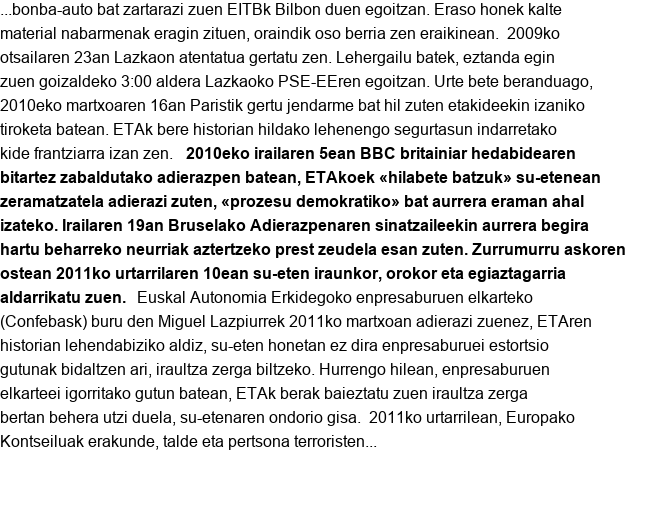 ...bonba-auto bat zartarazi zuen EITBk Bilbon duen egoitzan. Eraso honek kalte
material nabarmenak eragin zituen, oraindik oso berria zen eraikinean.  2009ko
otsailaren 23an Lazkaon atentatua gertatu zen. Lehergailu batek, eztanda egin
zuen goizaldeko 3:00 aldera Lazkaoko PSE-EEren egoitzan. Urte bete beranduago,
2010eko martxoaren 16an Paristik gertu jendarme bat hil zuten etakideekin izaniko
tiroketa batean. ETAk bere historian hildako lehenengo segurtasun indarretako
kide frantziarra izan zen.   2010eko irailaren 5ean BBC britainiar hedabidearen
bitartez zabaldutako adierazpen batean, ETAkoek «hilabete batzuk» su-etenean
zeramatzatela adierazi zuten, «prozesu demokratiko» bat aurrera eraman ahal
izateko. Irailaren 19an Bruselako Adierazpenaren sinatzaileekin aurrera begira
hartu beharreko neurriak aztertzeko prest zeudela esan zuten. Zurrumurru askoren
ostean 2011ko urtarrilaren 10ean su-eten iraunkor, orokor eta egiaztagarria
aldarrikatu zuen.   Euskal Autonomia Erkidegoko enpresaburuen elkarteko
(Confebask) buru den Miguel Lazpiurrek 2011ko martxoan adierazi zuenez, ETAren
historian lehendabiziko aldiz, su-eten honetan ez dira enpresaburuei estortsio
gutunak bidaltzen ari, iraultza zerga biltzeko. Hurrengo hilean, enpresaburuen
elkarteei igorritako gutun batean, ETAk berak baieztatu zuen iraultza zerga
bertan behera utzi duela, su-etenaren ondorio gisa.  2011ko urtarrilean, Europako
Kontseiluak erakunde, talde eta pertsona terroristen...